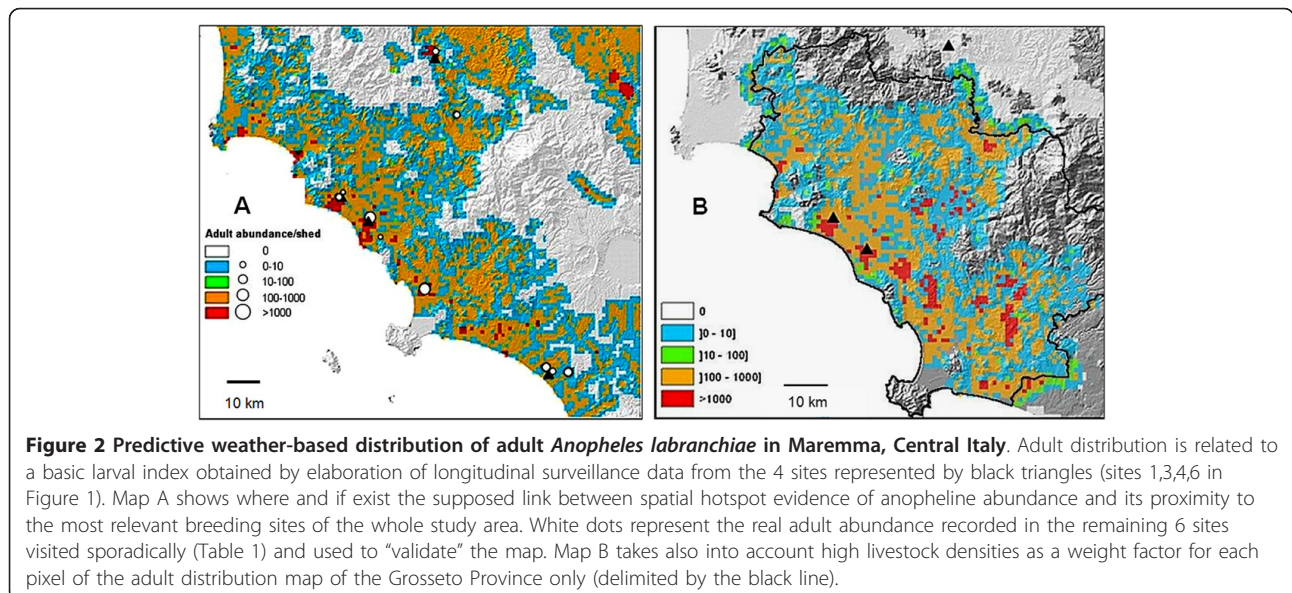 A
Adult abundance/shed
0
0-10
10-100
100-1000
>1000
10 km
B
0
]0 - 10]
]10 - 100]
]100 - 1000]
>1000
10 km
Figure 2 Predictive weather-based distribution of adult Anopheles labranchiae in Maremma, Central Italy. Adult distribution is related to
a basic larval index obtained by elaboration of longitudinal surveillance data from the 4 sites represented by black triangles (sites 1,3,4,6 in
Figure 1). Map A shows where and if exist the supposed link between spatial hotspot evidence of anopheline abundance and its proximity to
the most relevant breeding sites of the whole study area. White dots represent the real adult abundance recorded in the remaining 6 sites
visited sporadically (Table 1) and used to “validate” the map. Map B takes also into account high livestock densities as a weight factor for each
pixel of the adult distribution map of the Grosseto Province only (delimited by the black line).